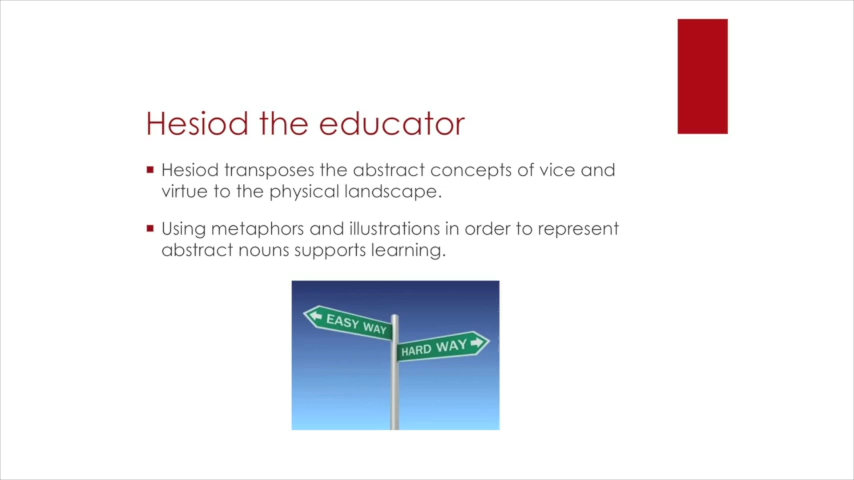 Hesiod the educator
Hesiod transposes the abstract concepts of vice and
virtue to the physical landscape.
Using metaphors and illustrations in order to represent
abstract nouns supports learning.
EASY WAY
HARD WAY